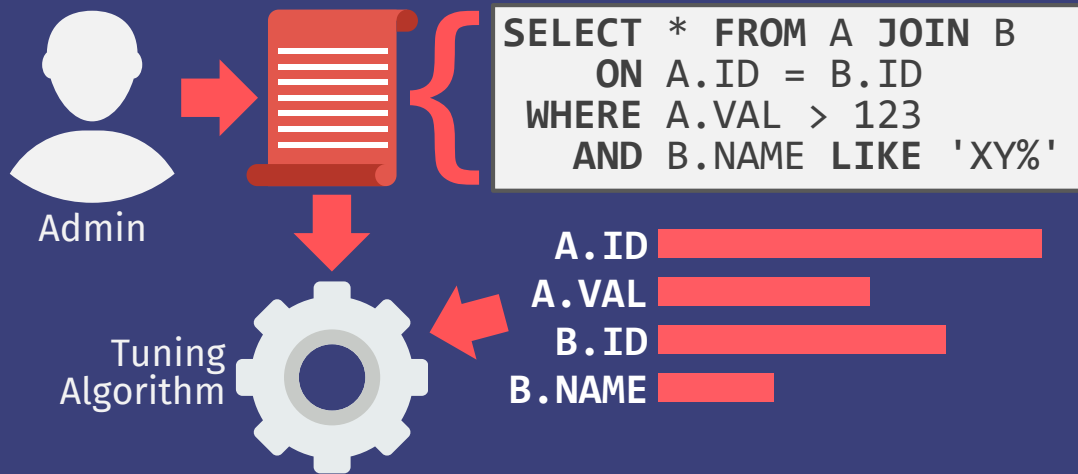 SELECT * FROM A JOIN B
ON A.ID = B.ID
WHERE A.VAL > 123
AND B.NAME LIKE 'XY%'
Admin
A.ID
A.VAL
B.ID
B.NAME
Tuning
Algorithm